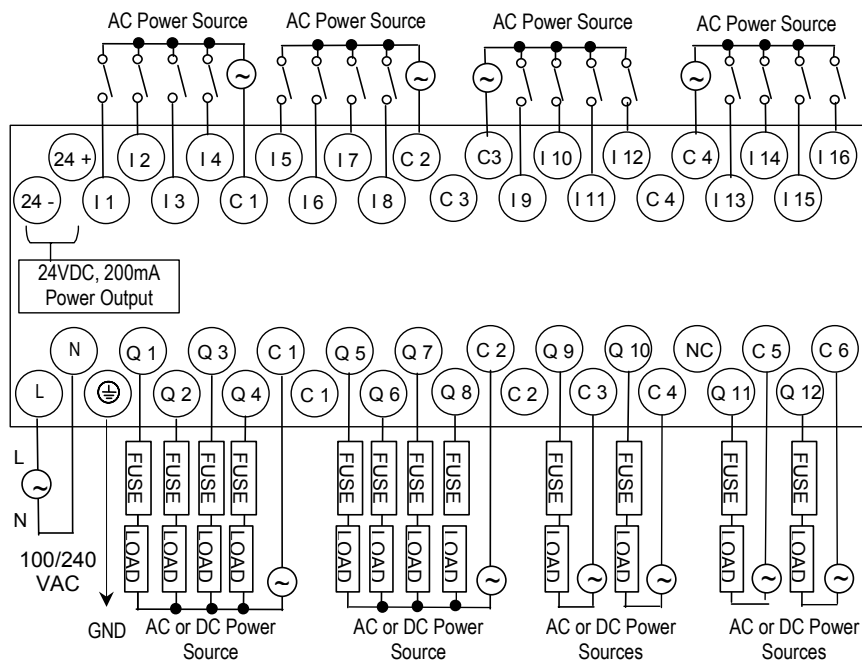 AC Power Source AC Power Source AC Power Source AC Power Source
24 + I 2 I 4 I 5 I 7 C 2 C3 I 10 I 12 C 4 I 14 I 16
24 - I 1 I 3 C 1 I 6 I 8 C 3 I 9 I 11 C 4 I 13 I 15
24VDC, 200mA
Power Output
N Q 1 Q 3 C 1 Q 5 Q 7 C 2 Q 9 Q 10 NC C 5 C 6
L Q 2 Q 4 C 1 Q 6 Q 8 C 2 C 3 C 4 Q 11 Q 12
L
N
FUSE FUSE FUSE FUSE FUSE FUSE FUSE FUSE FUSE FUSE FUSE FUSE
LOAD LOAD LOAD LOAD LOAD LOAD LOAD LOAD LOAD LOAD LOAD LOAD
100/240
VAC
GND
AC or DC Power
Source
AC or DC Power
Source
AC or DC Power
Sources
AC or DC Power
Sources